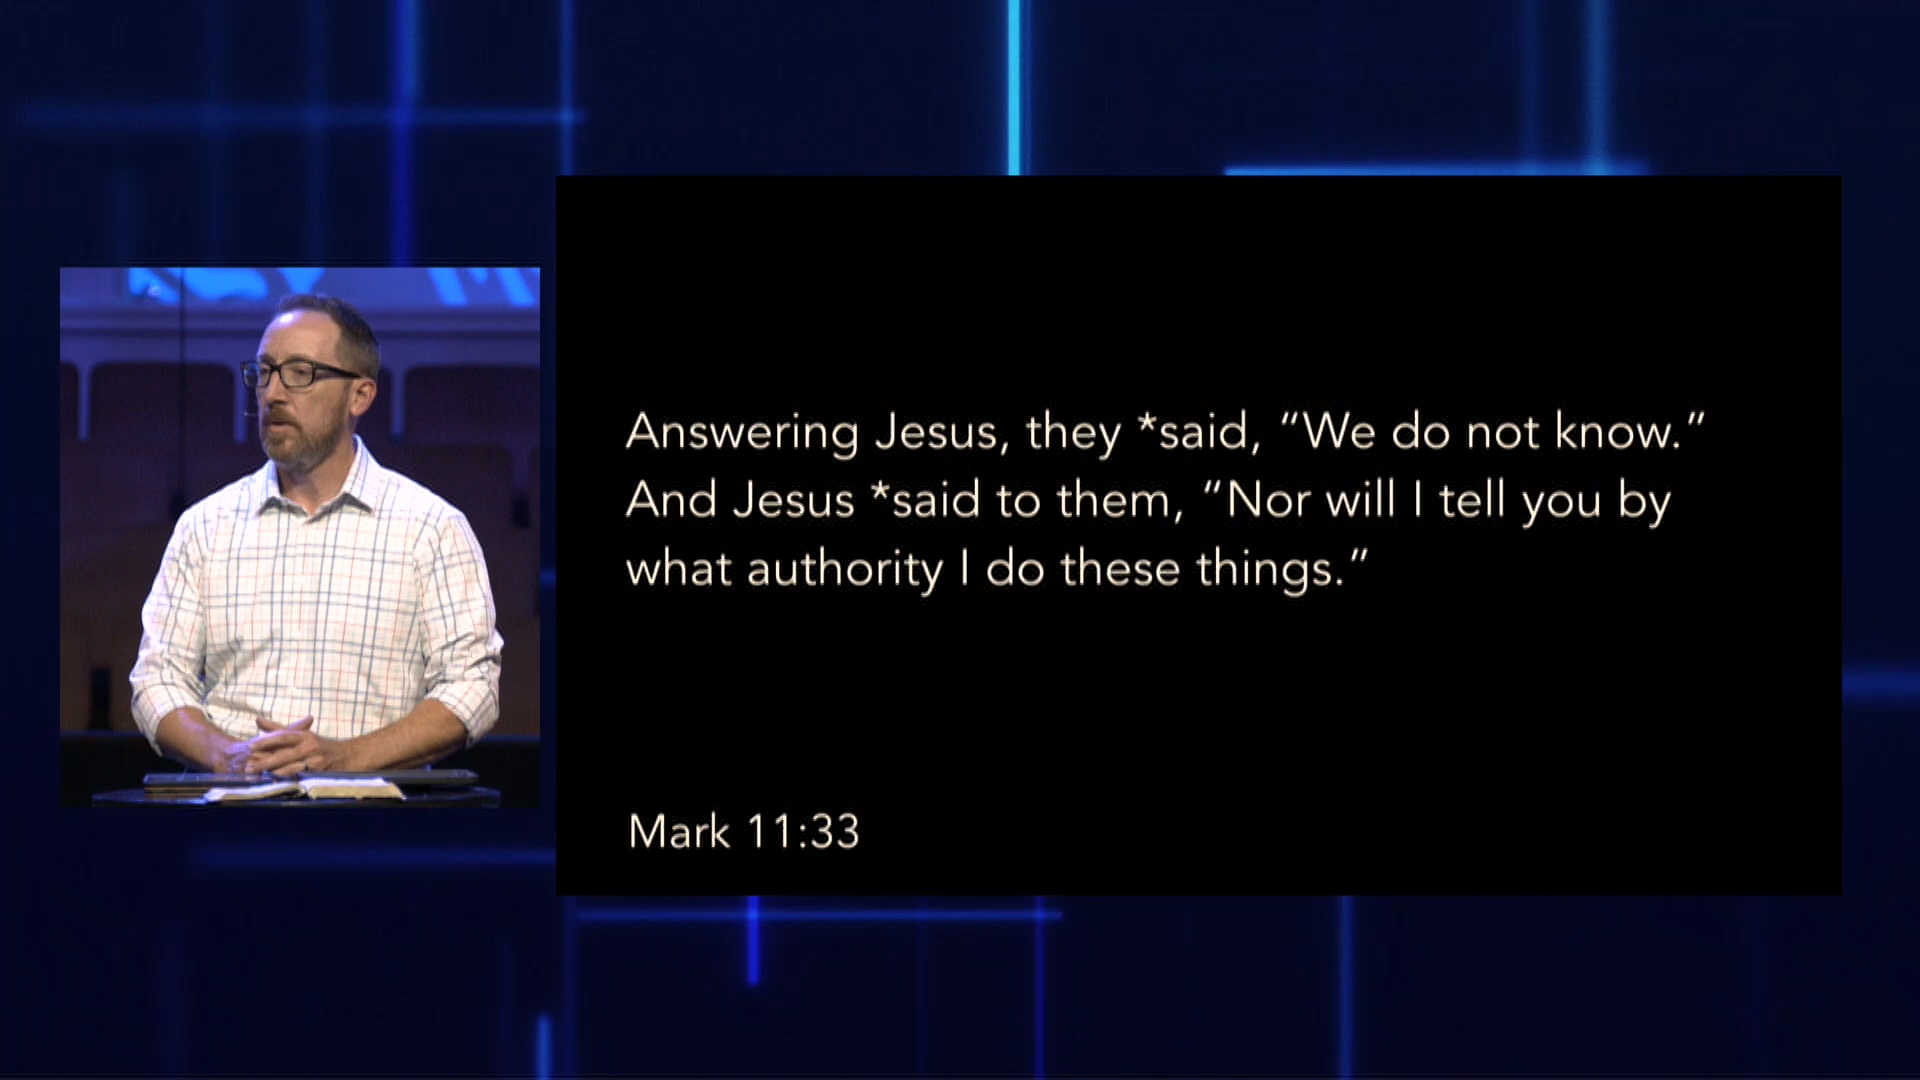 Answering Jesus, they *said, “We do not know.”
And Jesus *said to them, “Nor will I tell you by
what authority I do these things.”
Mark 11:33